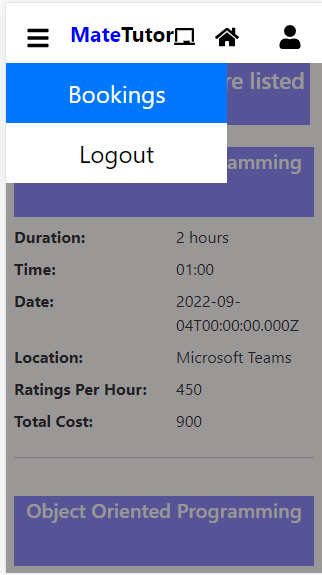 MateTutor
re listed
Bookings
Logout
amming
Duration: 2 hours
Time: 01:00
Date: 2022-09-
04T00:00:00.000Z
Location: Microsoft Teams
Ratings Per Hour: 450
Total Cost: 900
Object Oriented Programming